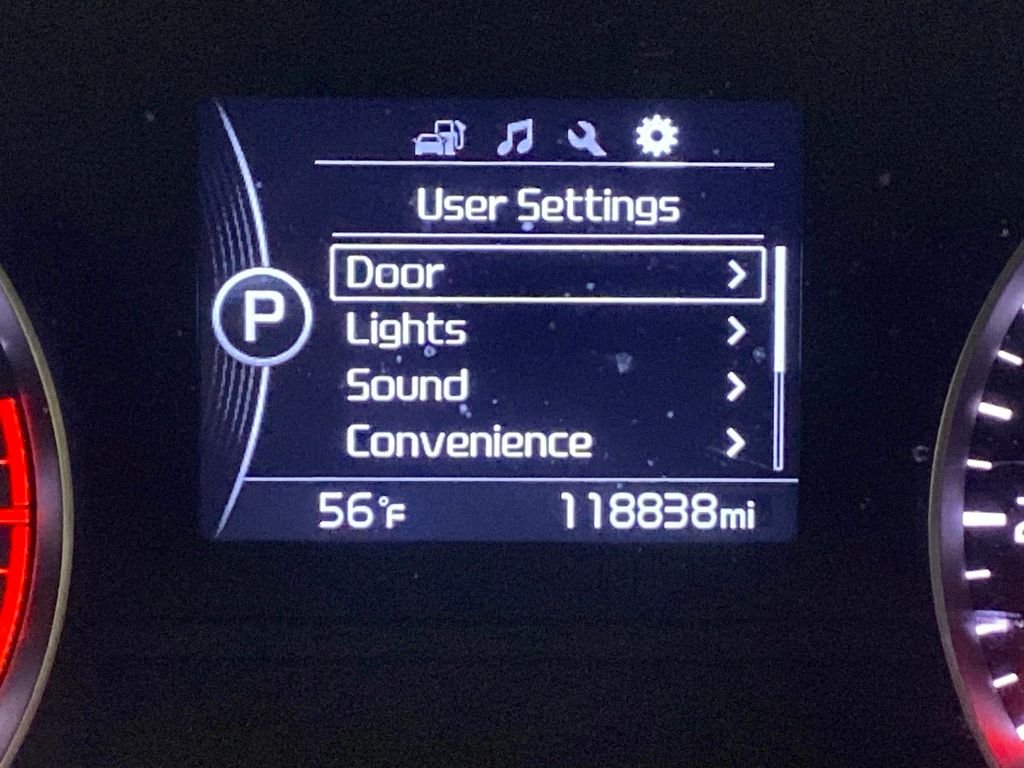 User Settings
Door
P
Lights
Sound
Convenience
56°F 118838mi